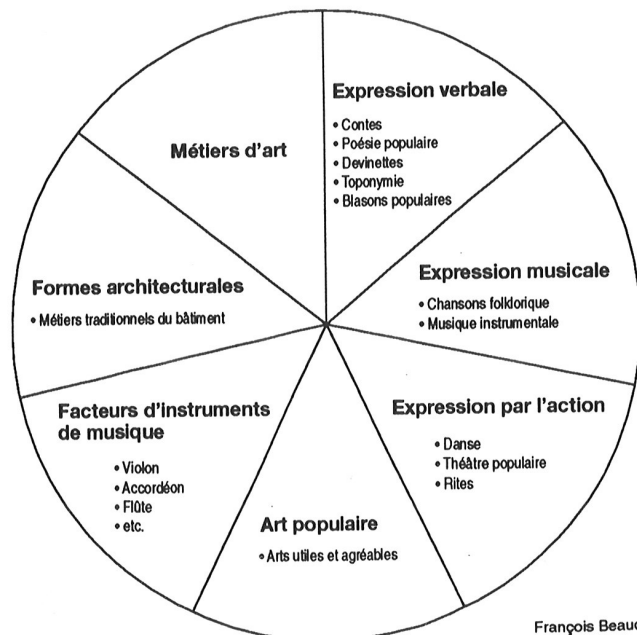 Expression verbale
• Contes
• Poésie populaire
• Devinettes
• Toponymie
• Blasons populaires
Métiers d'art
Expression musicale
• Chansons folklorique
• Musique instrumentale
Formes architecturales
• Métiers traditionnels du bâtiment
Expression par l'action
• Danse
• Théâtre populaire
• Rites
Facteurs d'instruments
de musique
• Violon
• Accordéon
• Flûte
• etc.
Art populaire
• Arts utiles et agréables
François